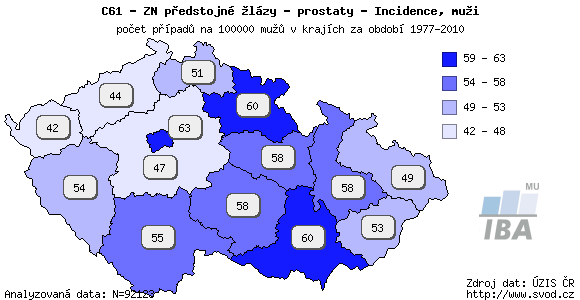 C61 - ZN předstojné žlázy - prostaty - Incidence, muži
počet případů na 100000 mužů v krajích za období 1977-2010
59 - 63
54 - 58
49 - 53
42 - 48
51
44
60
42
63
47
58
54
58
49
58
53
55
60
MU
IBA
Zdroj dat: ÚZIS ČR
Analyzovaná data: N=92123
http://www.svod.cz